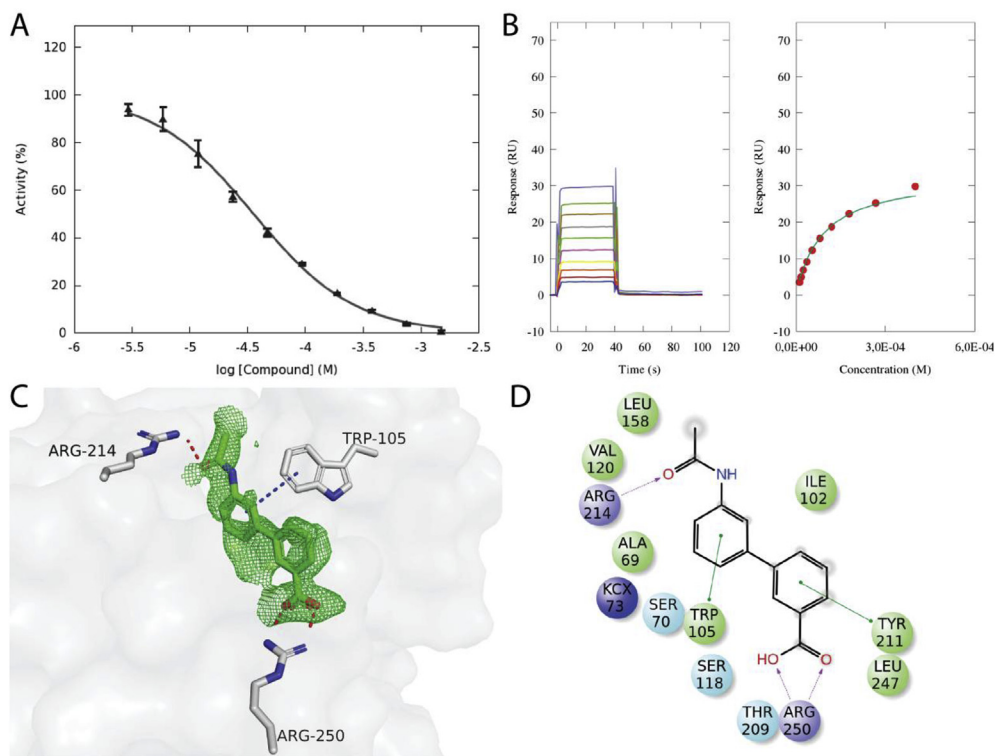 A
120
100
80
60
40
20
0
Activity (%)
-6
-5.5
-5
-4.5
-4
-3.5
-3
-2.5
log [Compound] (M)
B
70
60
50
40
30
20
10
0
-10
Response (RU)
0
20
40
60
80
100
120
Time (s)
70
60
50
40
30
20
10
0
-10
Response (RU)
0,0E+00
3,0E-04
6,0E-04
Concentration (M)
C
ARG-214
TRP-105
ARG-250
D
LEU
158
VAL
120
ARG
214
O
NH
ILE
102
ALA
69
KCX
73
SER
70
TRP
105
TYR
211
SER
118
HO
O
LEU
247
THR
209
ARG
250